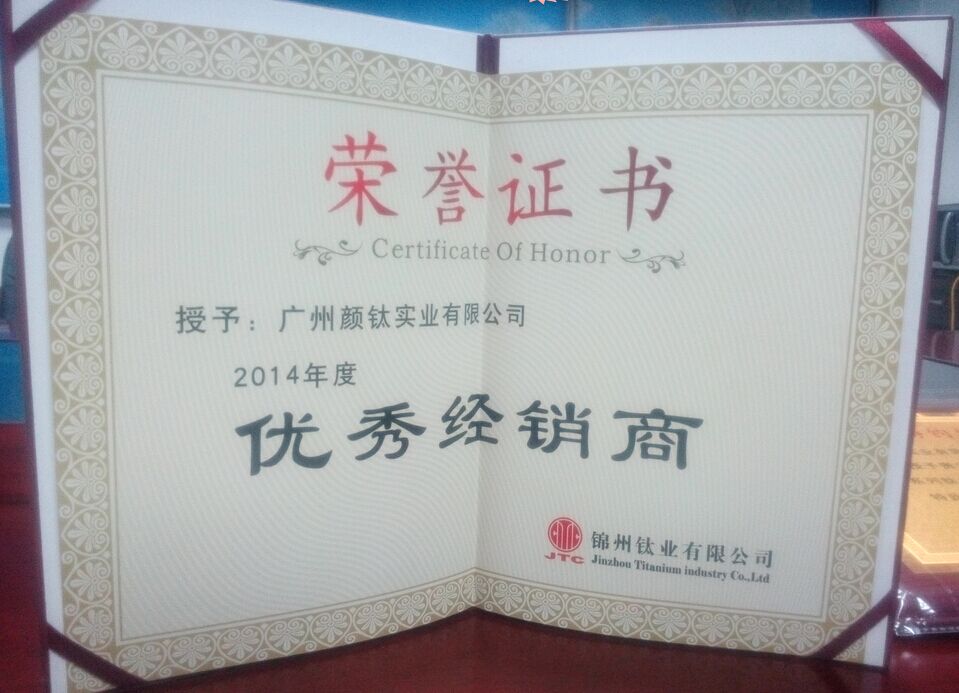 荣誉证书
Certificate Of Honor
授予：广州颜钛实业有限公司
2014年度
优秀经销商
JTC
锦州钛业有限公司
Jinzhou Titanium industry Co.,Ltd